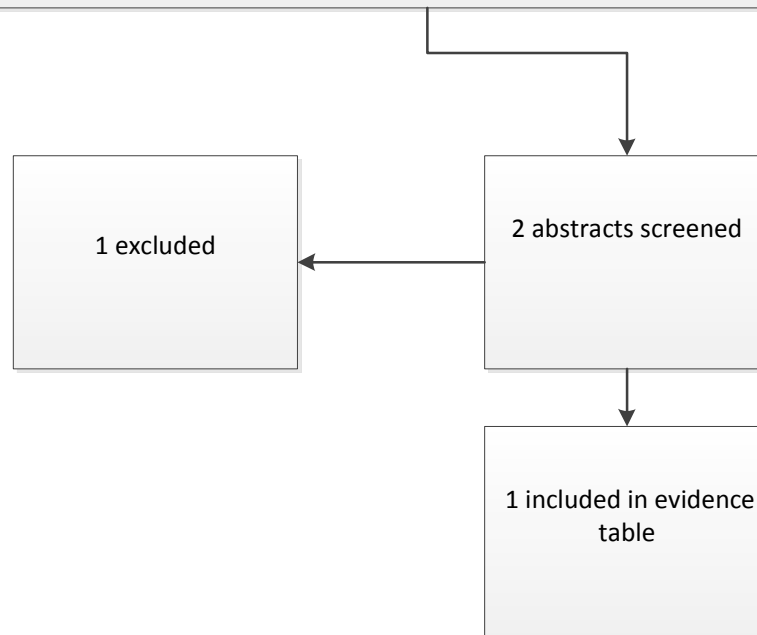 2 abstracts screened
1 excluded
1 included in evidence
table